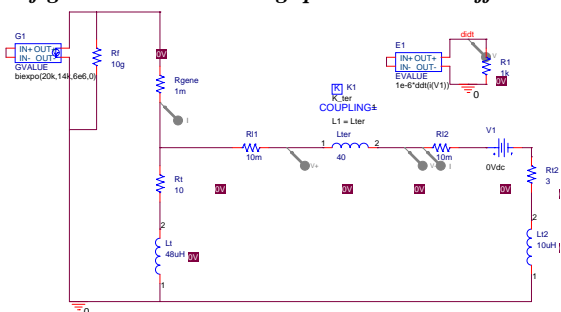 G1
IN+ OUT+
IN- OUT-
GVALUE
biexpo(20k,14k,6e6,0)
Rf
10g
0V
Rgene
1m
I
E1
IN+ OUT+
IN- OUT-
EVALUE
1e-6*ddt(i(V1))
didt
V
R1
1k
0V
0
K K1
K_ter
COUPLING=1
L1 = Lter
Rl1
10m
V+
1 Lter 2
40
V-
Rl2
10m
I
V1
0Vdc
Rt
10
0V
0V
0V
0V
Rt2
3
2
Lt
48uH
0V
1
2
Lt2
10uH
1
0